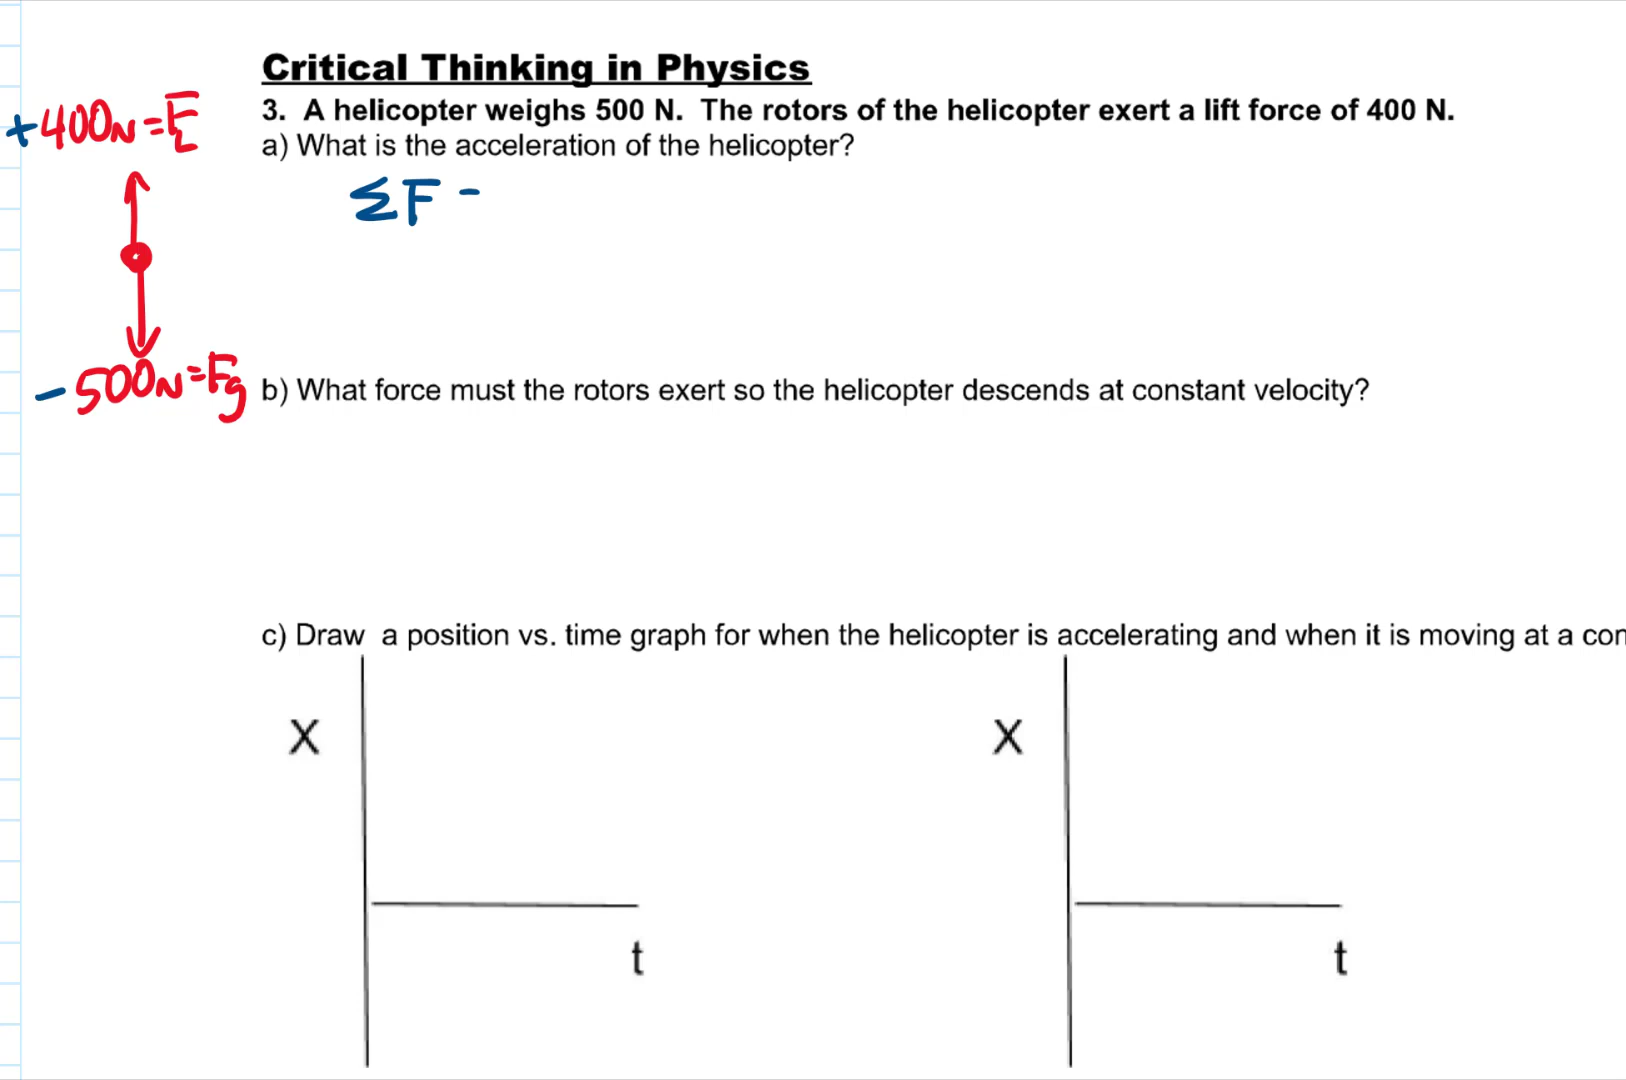 Critical Thinking in Physics
3. A helicopter weighs 500 N. The rotors of the helicopter exert a lift force of 400 N.
+400N=FL
a) What is the acceleration of the helicopter?
ΣF -
-500N=Fg
b) What force must the rotors exert so the helicopter descends at constant velocity?
c) Draw a position vs. time graph for when the helicopter is accelerating and when it is moving at a con
X
X
t
t